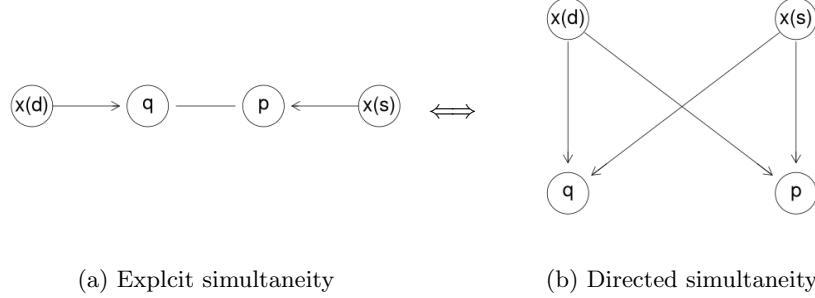 x(d) q p x(s)
x(d) x(s)
q p
(a) Explcit simultaneity
(b) Directed simultaneity